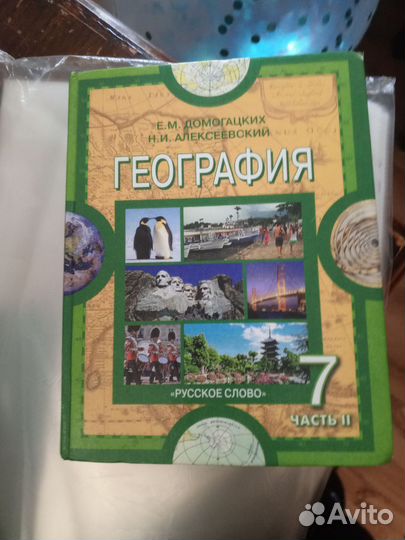 Е.М. ДОМОГАЦКИХ
Н.И. АЛЕКСЕЕВСКИЙ
ГЕОГРАФИЯ
«РУССКОЕ СЛОВО»
7
ЧАСТЬ II
Avito